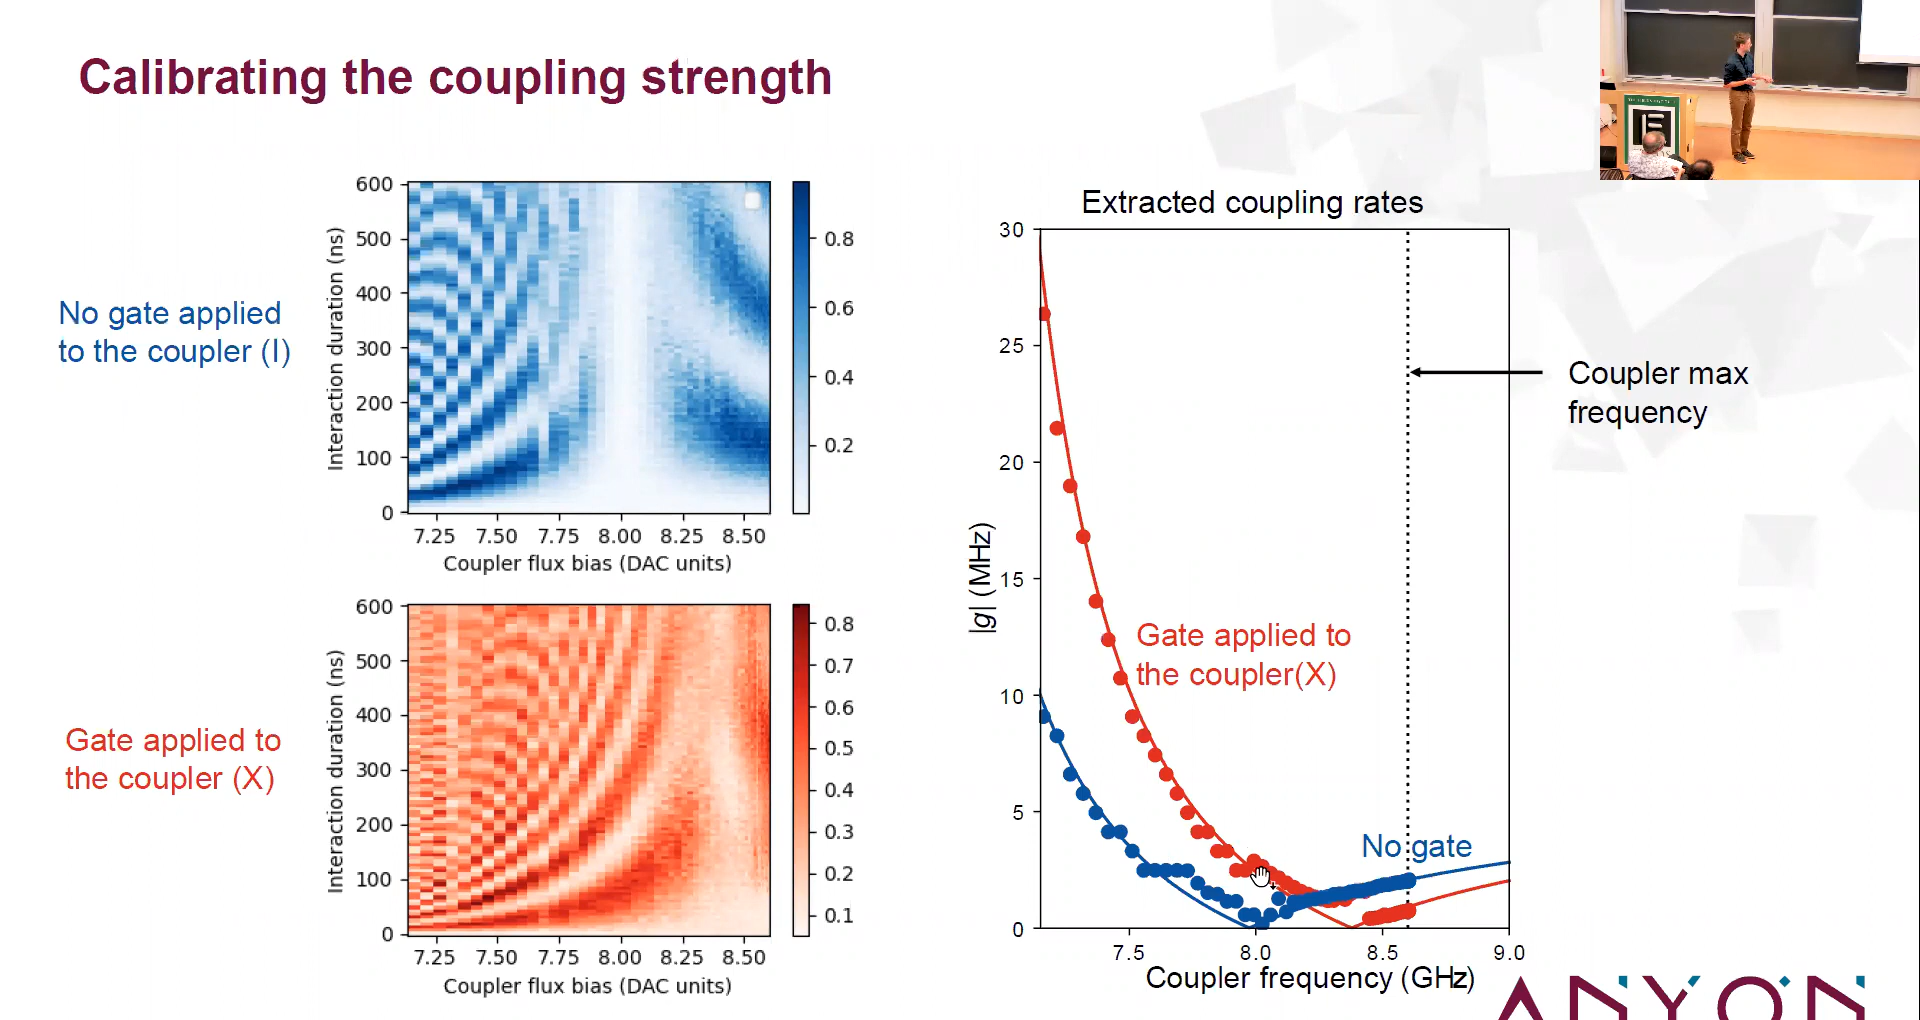 Calibrating the coupling strength
No gate applied
to the coupler (I)
600
500
400
300
200
100
0
Interaction duration (ns)
7.25 7.50 7.75 8.00 8.25 8.50
Coupler flux bias (DAC units)
0.8
0.6
0.4
0.2
Gate applied to
the coupler (X)
600
500
400
300
200
100
0
Interaction duration (ns)
7.25 7.50 7.75 8.00 8.25 8.50
Coupler flux bias (DAC units)
0.8
0.7
0.6
0.5
0.4
0.3
0.2
0.1
Extracted coupling rates
30
25
20
15
10
5
0
|g| (MHz)
Gate applied to
the coupler(X)
No gate
7.5 8.0 8.5 9.0
Coupler frequency (GHz)
Coupler max
frequency
ANYON